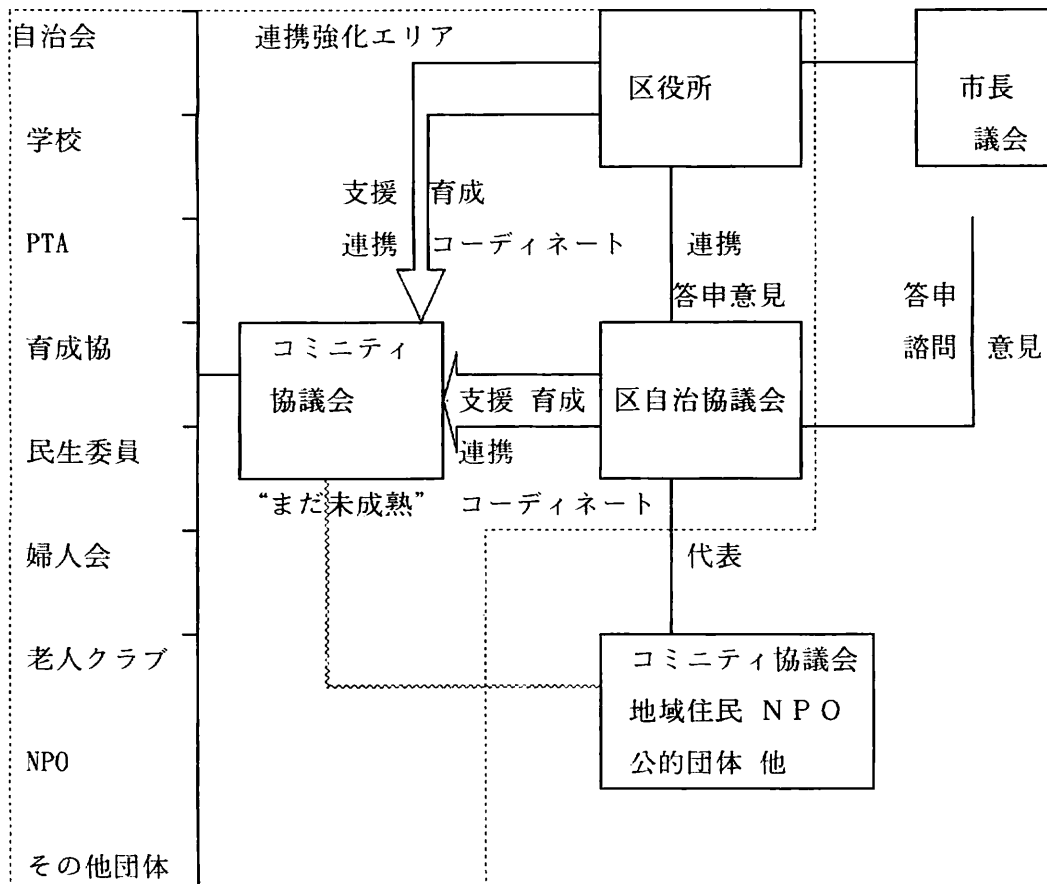 自治会
連携強化エリア
区役所
市長
議会
学校
支援 育成
連携 コーディネート
PTA
連携
答申意見
答申
諮問 意見
育成協
コミニティ
協議会
支援 育成
連携
コーディネート
区自治協議会
民生委員
“まだ未成熟”
婦人会
代表
老人クラブ
コミニティ協議会
地域住民 NPO
公的団体 他
NPO
その他団体